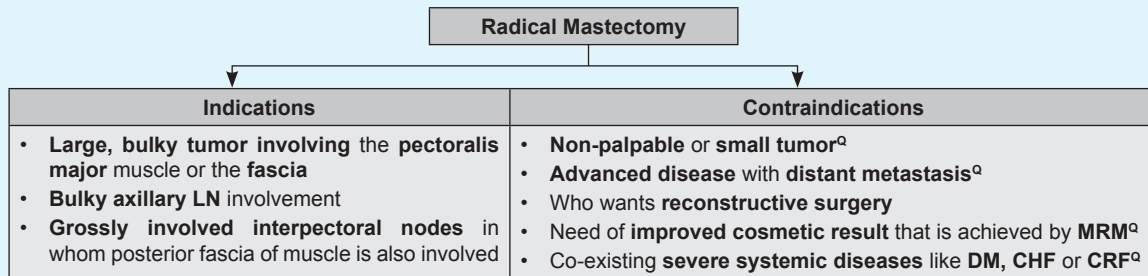 Radical Mastectomy
Indications
• Large, bulky tumor involving the pectoralis
major muscle or the fascia
• Bulky axillary LN involvement
• Grossly involved interpectoral nodes in
whom posterior fascia of muscle is also involved
Contraindications
• Non-palpable or small tumorQ
• Advanced disease with distant metastasisQ
• Who wants reconstructive surgery
• Need of improved cosmetic result that is achieved by MRMQ
• Co-existing severe systemic diseases like DM, CHF or CRFQ